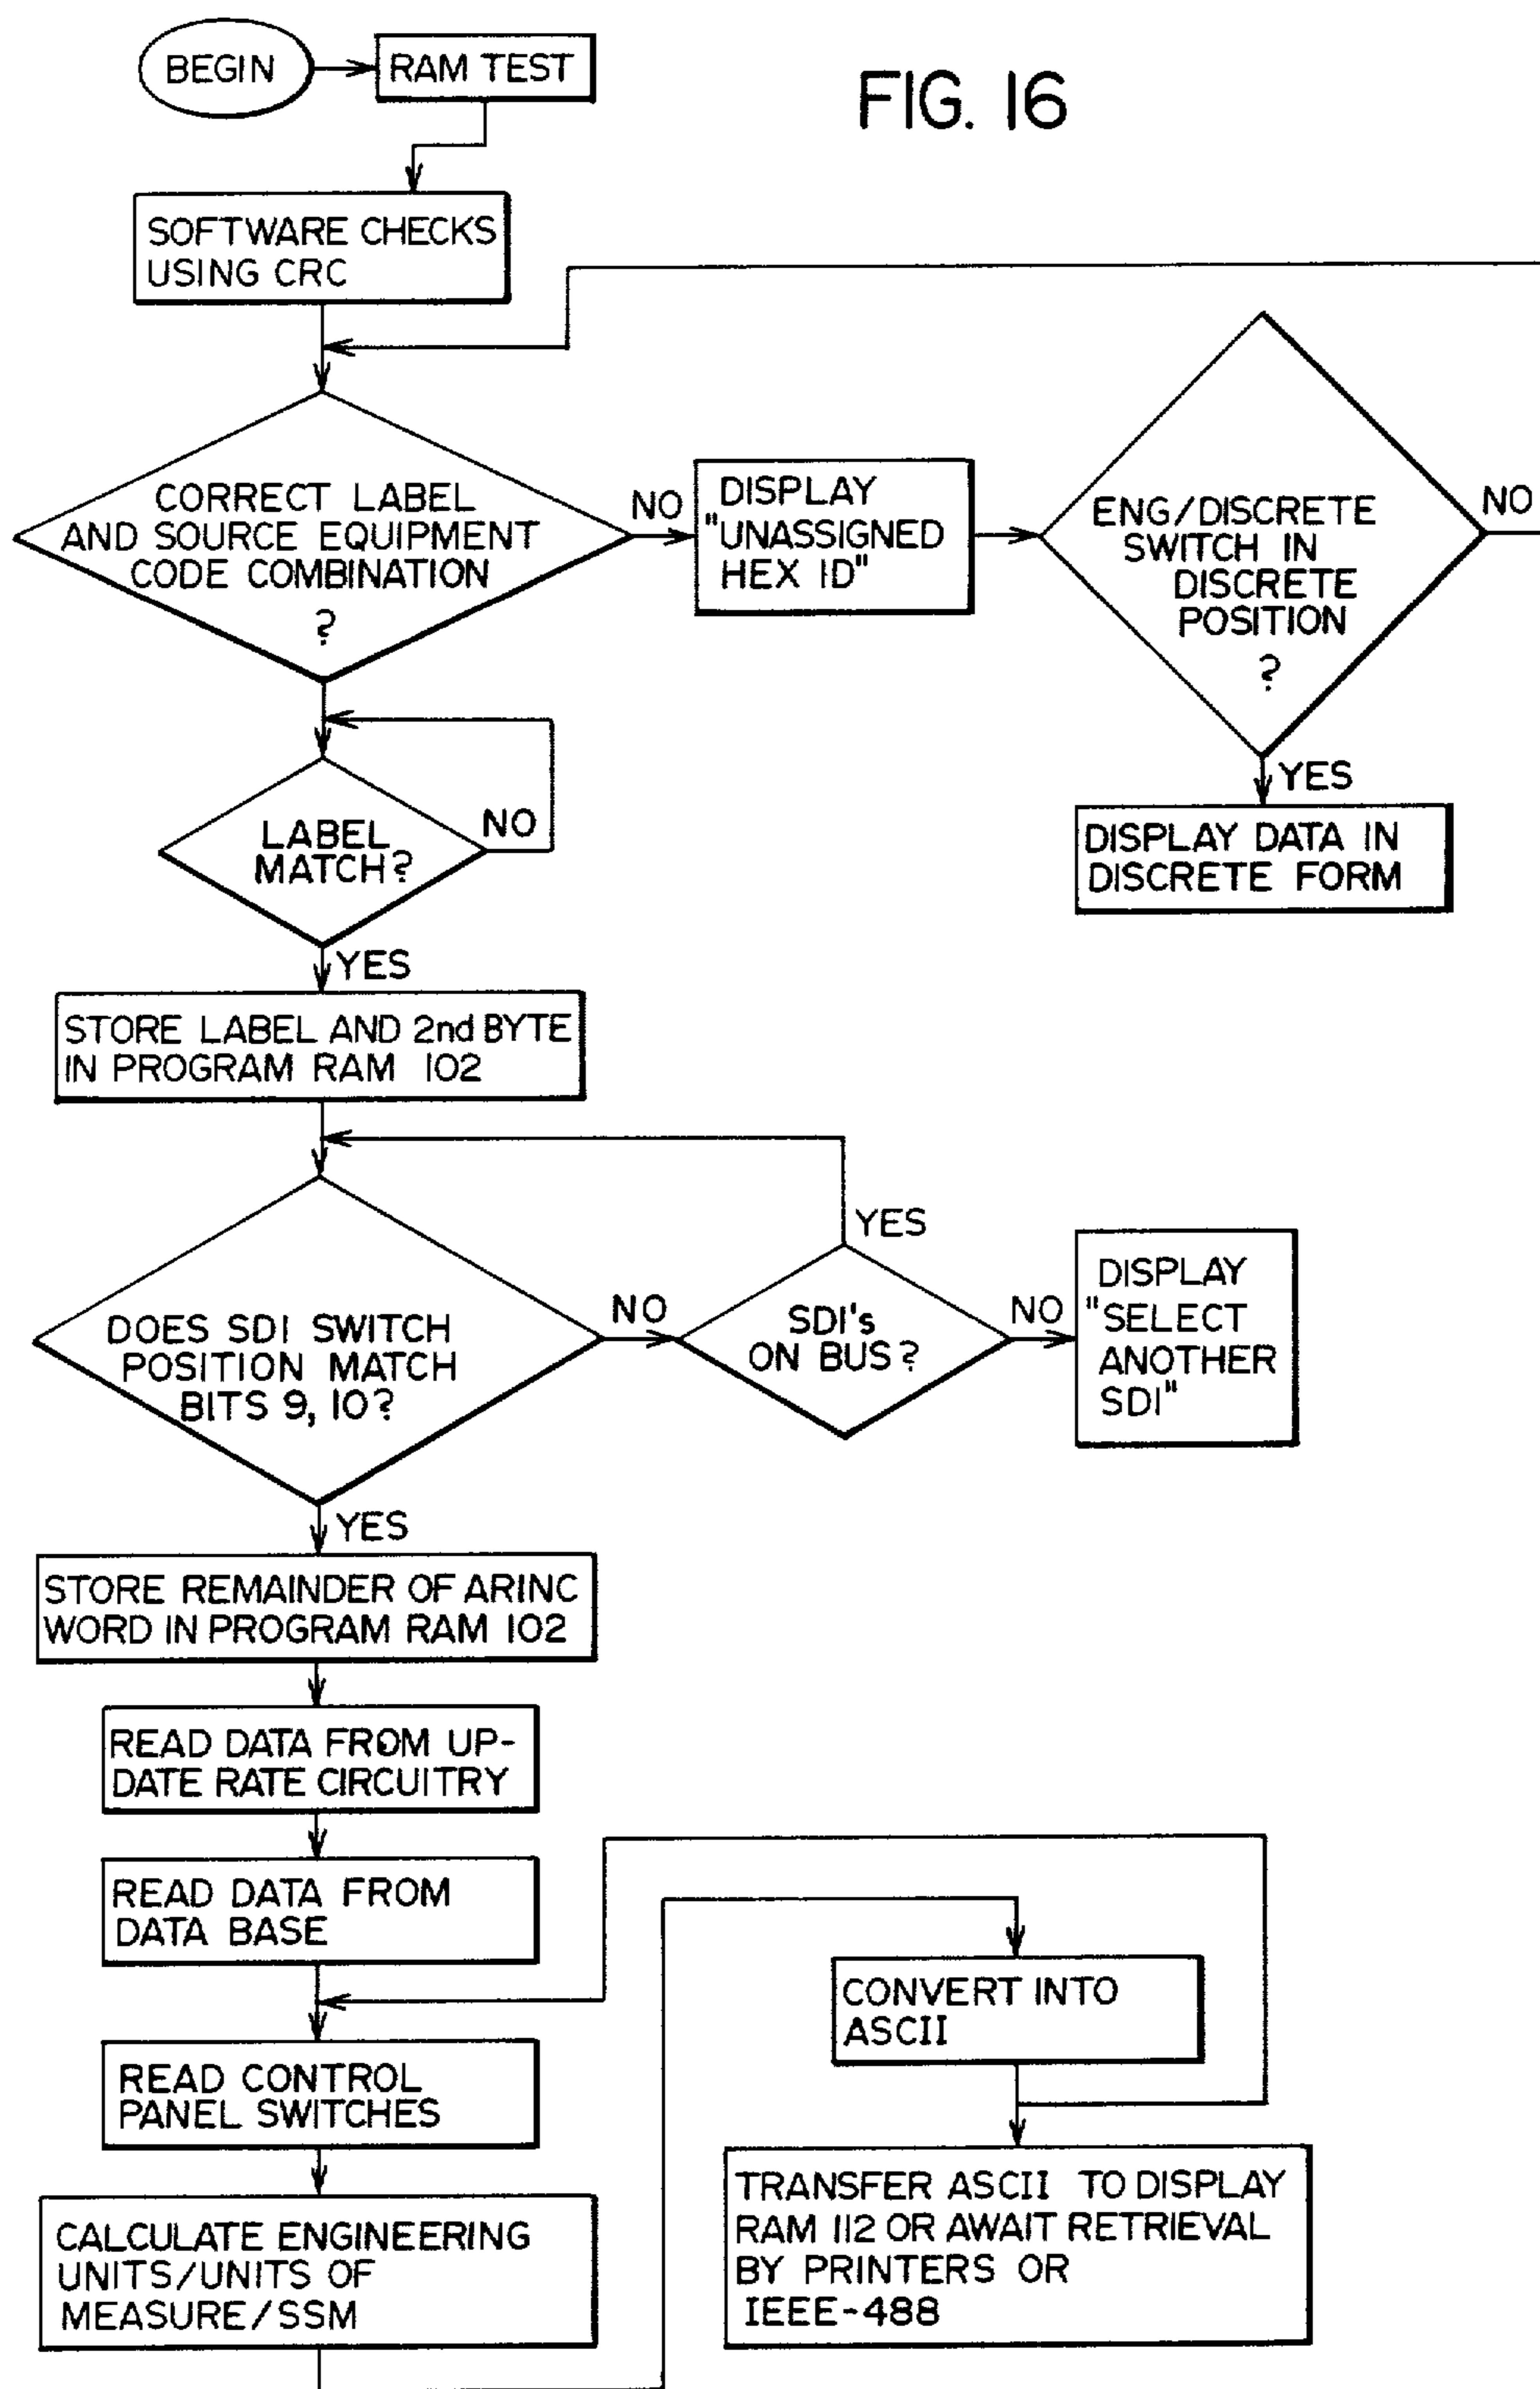 BEGIN
RAM TEST
FIG. 16
SOFTWARE CHECKS
USING CRC
CORRECT LABEL
AND SOURCE EQUIPMENT
CODE COMBINATION
?
NO
DISPLAY
"UNASSIGNED
HEX ID"
ENG/DISCRETE
SWITCH IN
DISCRETE
POSITION
?
NO
YES
DISPLAY DATA IN
DISCRETE FORM
LABEL
MATCH?
NO
YES
STORE LABEL AND 2nd BYTE
IN PROGRAM RAM 102
DOES SDI SWITCH
POSITION MATCH
BITS 9, 10?
NO
SDI's
ON BUS?
YES
NO
DISPLAY
"SELECT
ANOTHER
SDI"
YES
STORE REMAINDER OF ARINC
WORD IN PROGRAM RAM 102
READ DATA FROM UP-
DATE RATE CIRCUITRY
READ DATA FROM
DATA BASE
READ CONTROL
PANEL SWITCHES
CALCULATE ENGINEERING
UNITS/UNITS OF
MEASURE/SSM
CONVERT INTO
ASCII
TRANSFER ASCII TO DISPLAY
RAM 112 OR AWAIT RETRIEVAL
BY PRINTERS OR
IEEE-488